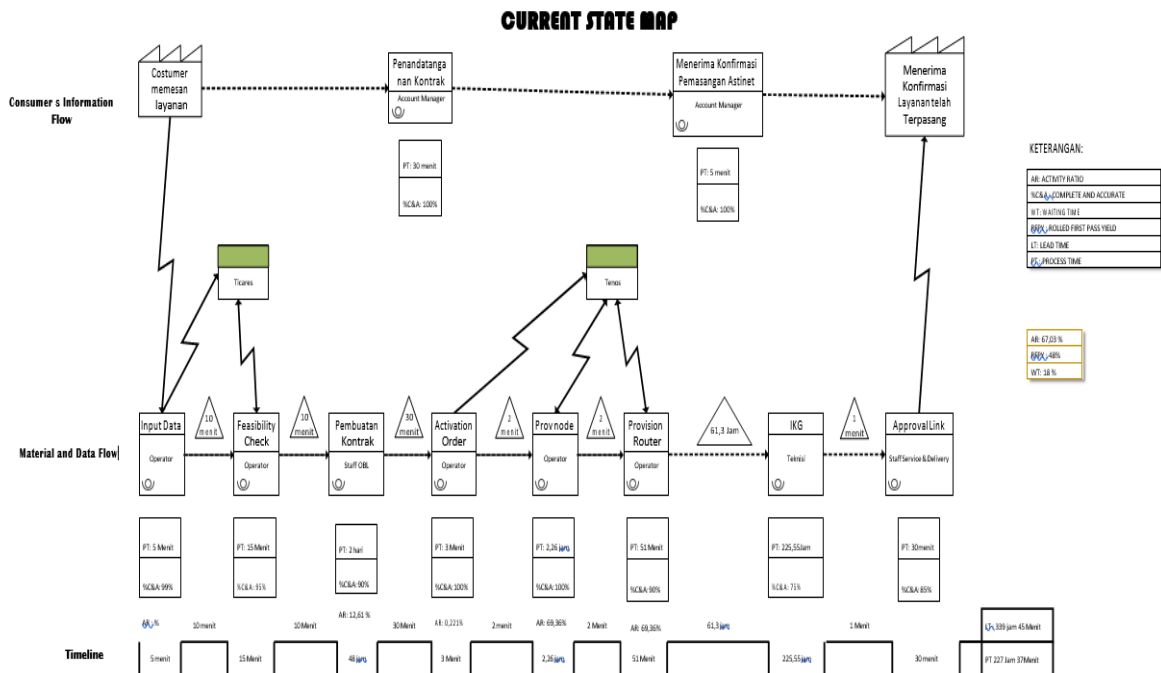 CURRENT STATE MAP
Consumer s Information
Flow
Costumer
memesan
layanan
Penandatanga
nan Kontrak
Account Manager
PT: 30 menit
%C&A: 100%
Menerima Konfirmasi
Pemasangan Astinet
Account Manager
PT: 5 menit
%C&A: 100%
Menerima
Konfirmasi
Layanan telah
Terpasang
KETERANGAN:
AR: ACTIVITY RATIO
%C&A: COMPLETE AND ACCURATE
WT: WAITING TIME
ROLLED FIRST PASS YIELD
LT: LEAD TIME
PT: PROCESS TIME
AR: 67,03 %
48%
WT: 18 %
Ticares
Tenos
Material and Data Flow
Input Data
Operator
10
menit
Feasibility
Check
Operator
10
menit
Pembuatan
Kontrak
Staff OBL
30
menit
Activation
Order
Operator
2
menit
Prov node
Operator
2
menit
Provision
Router
Operator
61,3 Jam
IKG
Teknisi
1
menit
Approval Link
Staff Service & Delivery
PT: 5 Menit
%C&A: 99%
PT: 15 Menit
%C&A: 95%
PT: 2 hari
%C&A: 90%
PT: 3 Menit
%C&A: 100%
PT: 2,26 jam
%C&A: 100%
PT: 51 Menit
%C&A: 90%
PT: 225,55Jam
%C&A: 75%
PT: 30 menit
%C&A: 85%
AR: %
AR: 12,61 %
AR: 0,221%
AR: 69,36%
AR: 69,36%
10 menit
10 Menit
30 Menit
2 menit
2 Menit
61,3 jam
1 Menit
LT: 339 jam 45 Menit
Timeline
5 menit
15 Menit
48 jam
3 Menit
2,26 jam
51 Menit
225,55 jam
30 menit
PT 227 Jam 37 Menit